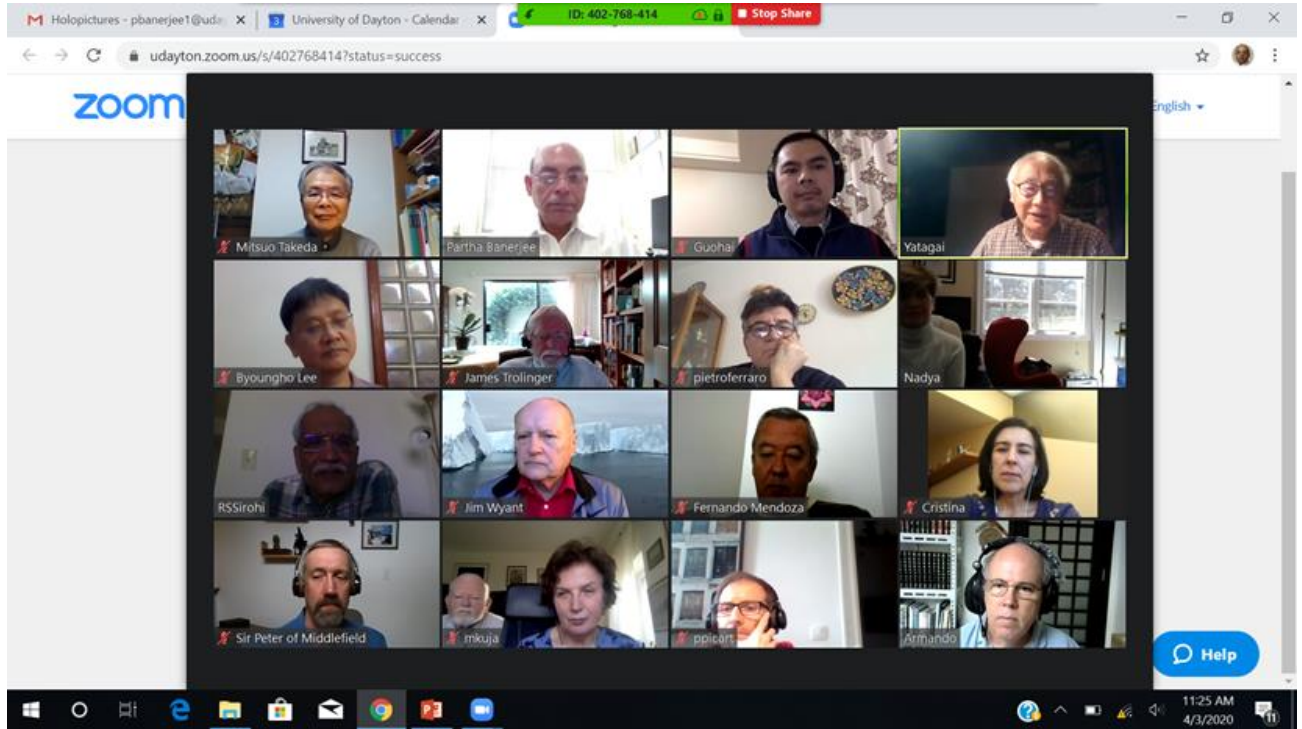 Holopictures - pbanerjee1@uda
University of Dayton - Calendar
ID: 402-768-414
Stop Share
udayton.zoom.us/s/402768414?status=success
zoom
English
Mitsuo Takeda
Partha Banerjee
Guohai
Yatagai
Byoungho Lee
James Trolinger
pietroferraro
Nadya
RSSirohi
Jim Wyant
Fernando Mendoza
Cristina
Sir Peter of Middlefield
mkuja
ppicart
Armando
Help
11:25 AM
4/3/2020
11